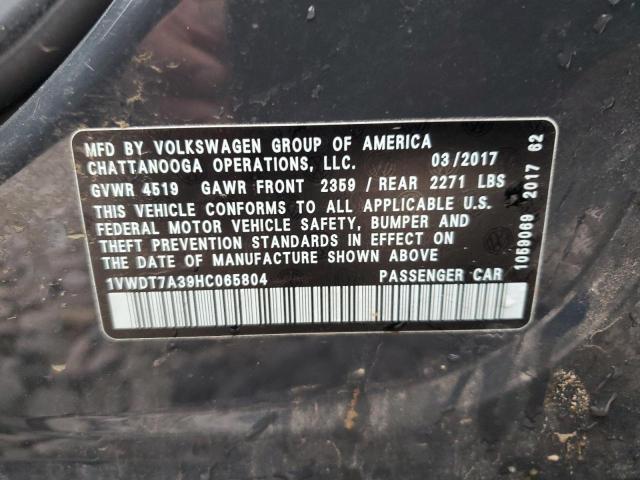 MFD BY VOLKSWAGEN GROUP OF AMERICA
CHATTANOOGA OPERATIONS, LLC. 03/2017
GVWR 4519 GAWR FRONT 2359 / REAR 2271 LBS
THIS VEHICLE CONFORMS TO ALL APPLICABLE U.S.
FEDERAL MOTOR VEHICLE SAFETY, BUMPER AND
THEFT PREVENTION STANDARDS IN EFFECT ON
THE DATE OF MANUFACTURE SHOWN ABOVE
1VWDT7A39HC065804 PASSENGER CAR
1059069 2017 62